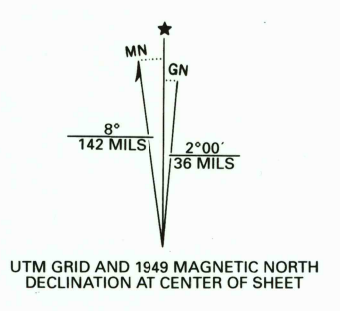 MN
GN
8°
142 MILS
2°00´
36 MILS
UTM GRID AND 1949 MAGNETIC NORTH
DECLINATION AT CENTER OF SHEET